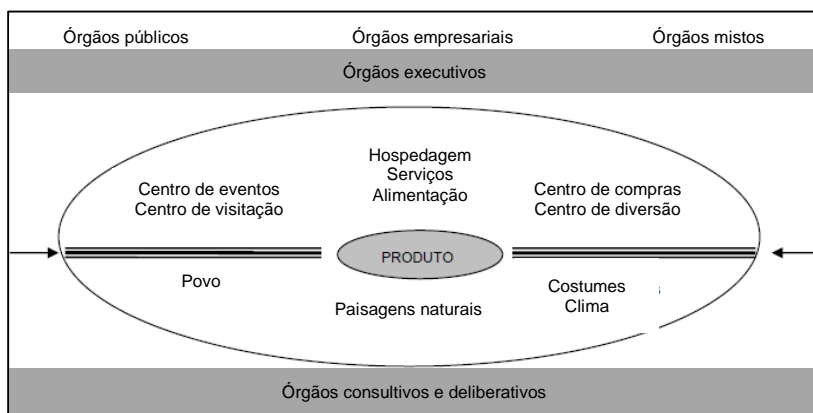 Órgãos públicos Órgãos empresariais Órgãos mistos
Órgãos executivos
Hospedagem
Serviços
Alimentação
Centro de eventos
Centro de visitação
Centro de compras
Centro de diversão
PRODUTO
Povo
Paisagens naturais
Costumes
Clima
Órgãos consultivos e deliberativos